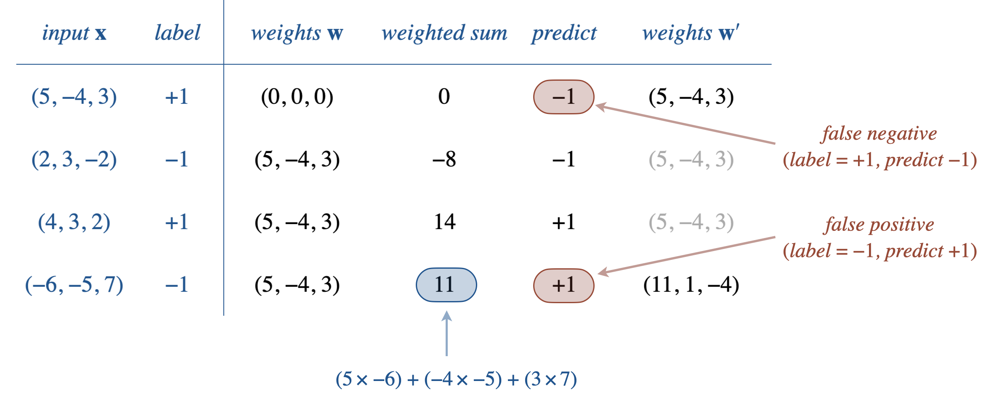 input x label weights w weighted sum predict weights w′
(5, −4, 3) +1 (0, 0, 0) 0 −1 (5, −4, 3)
(2, 3, −2) −1 (5, −4, 3) −8 −1 (5, −4, 3)
(4, 3, 2) +1 (5, −4, 3) 14 +1 (5, −4, 3)
(−6, −5, 7) −1 (5, −4, 3) 11 +1 (11, 1, −4)
false negative
(label = +1, predict −1)
false positive
(label = −1, predict +1)
(5 × −6) + (−4 × −5) + (3 × 7)